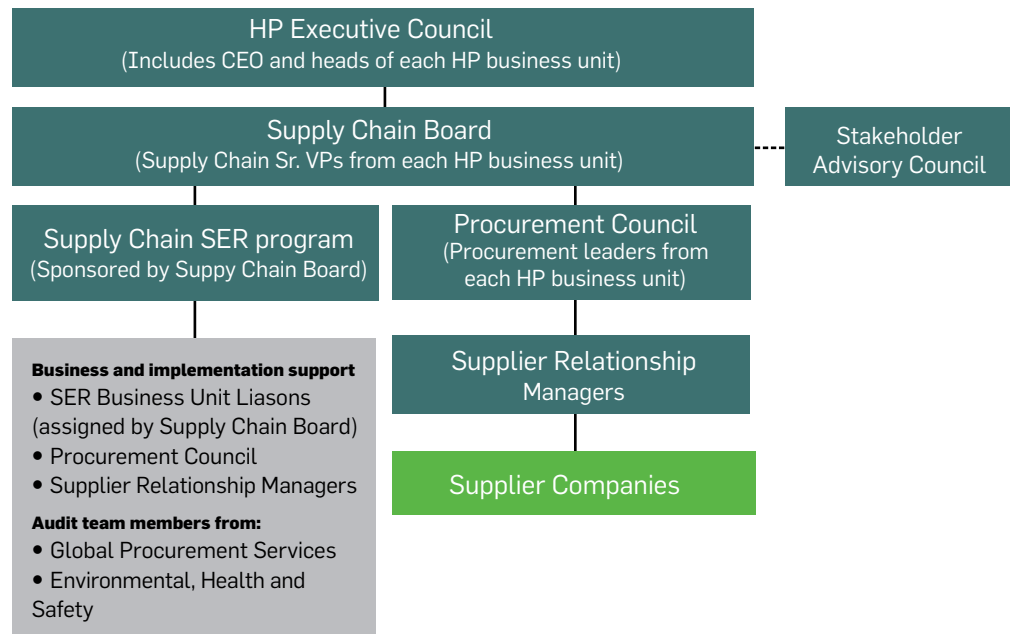 HP Executive Council
(Includes CEO and heads of each HP business unit)
Supply Chain Board
(Supply Chain Sr. VPs from each HP business unit)
Stakeholder
Advisory Council
Supply Chain SER program
(Sponsored by Suppy Chain Board)
Procurement Council
(Procurement leaders from
each HP business unit)
Business and implementation support
• SER Business Unit Liasons
(assigned by Supply Chain Board)
• Procurement Council
• Supplier Relationship Managers
Audit team members from:
• Global Procurement Services
• Environmental, Health and
Safety
Supplier Relationship
Managers
Supplier Companies